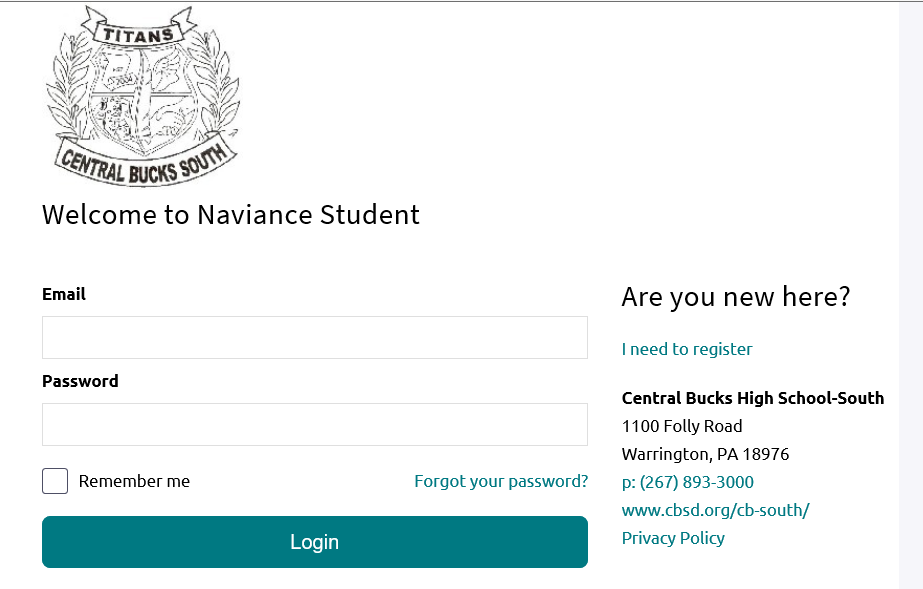 TITANS
CENTRAL BUCKS SOUTH
Welcome to Naviance Student
Email
Password
Remember me
Forgot your password?
Login
Are you new here?
I need to register
Central Bucks High School-South
1100 Folly Road
Warrington, PA 18976
p: (267) 893-3000
www.cbsd.org/cb-south/
Privacy Policy